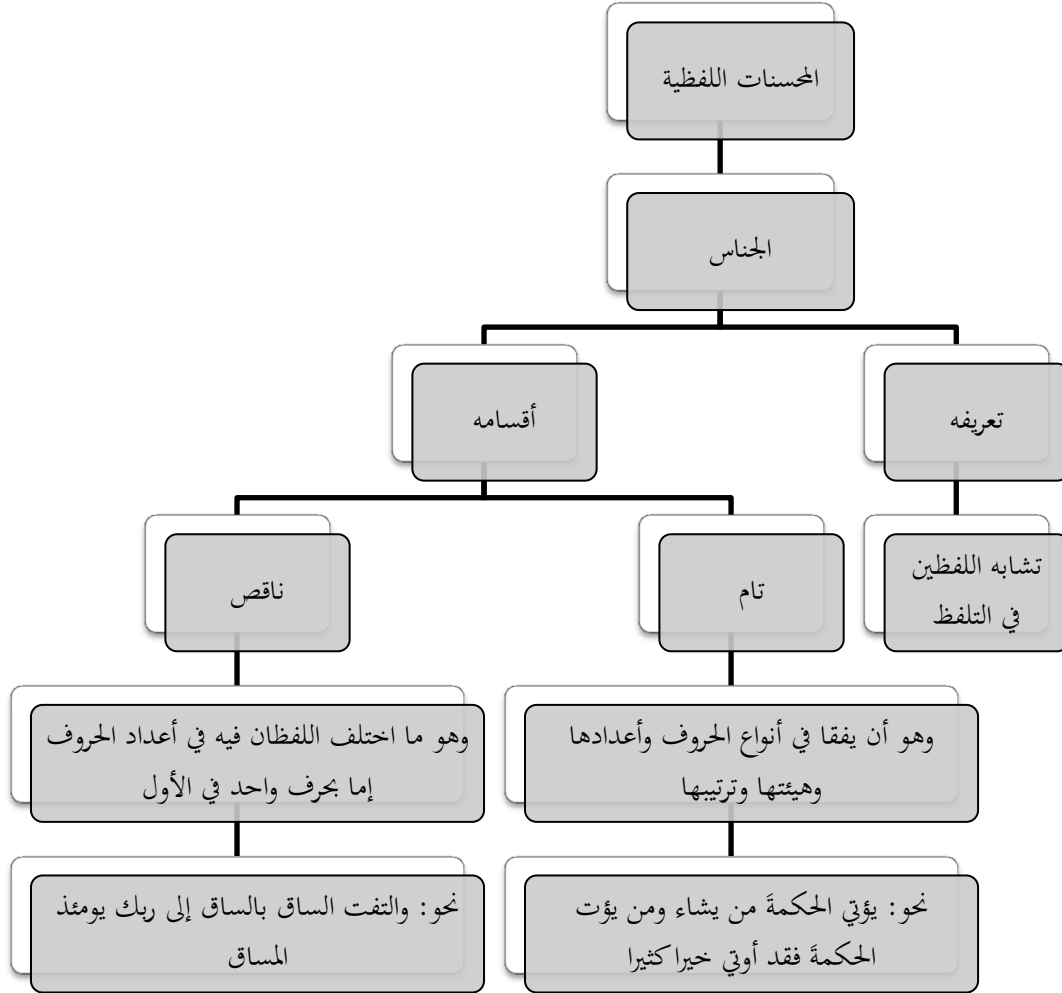 المحسنات اللفظية
الجناس
تعريفه
أقسامه
تشابه اللفظين
في التلفظ
تام
ناقص
وهو أن يفقا في أنواع الحروف وأعدادها
وهيئتها وترتيبها
وهو ما اختلف اللفظان فيه في أعداد الحروف
إما بحرف واحد في الأول
نحو: يؤتي الحكمةَ من يشاء ومن يؤت
الحكمةَ فقد أوتي خيرا كثيرا
نحو: والتفت الساق بالساق إلى ربك يومئذ
المساق